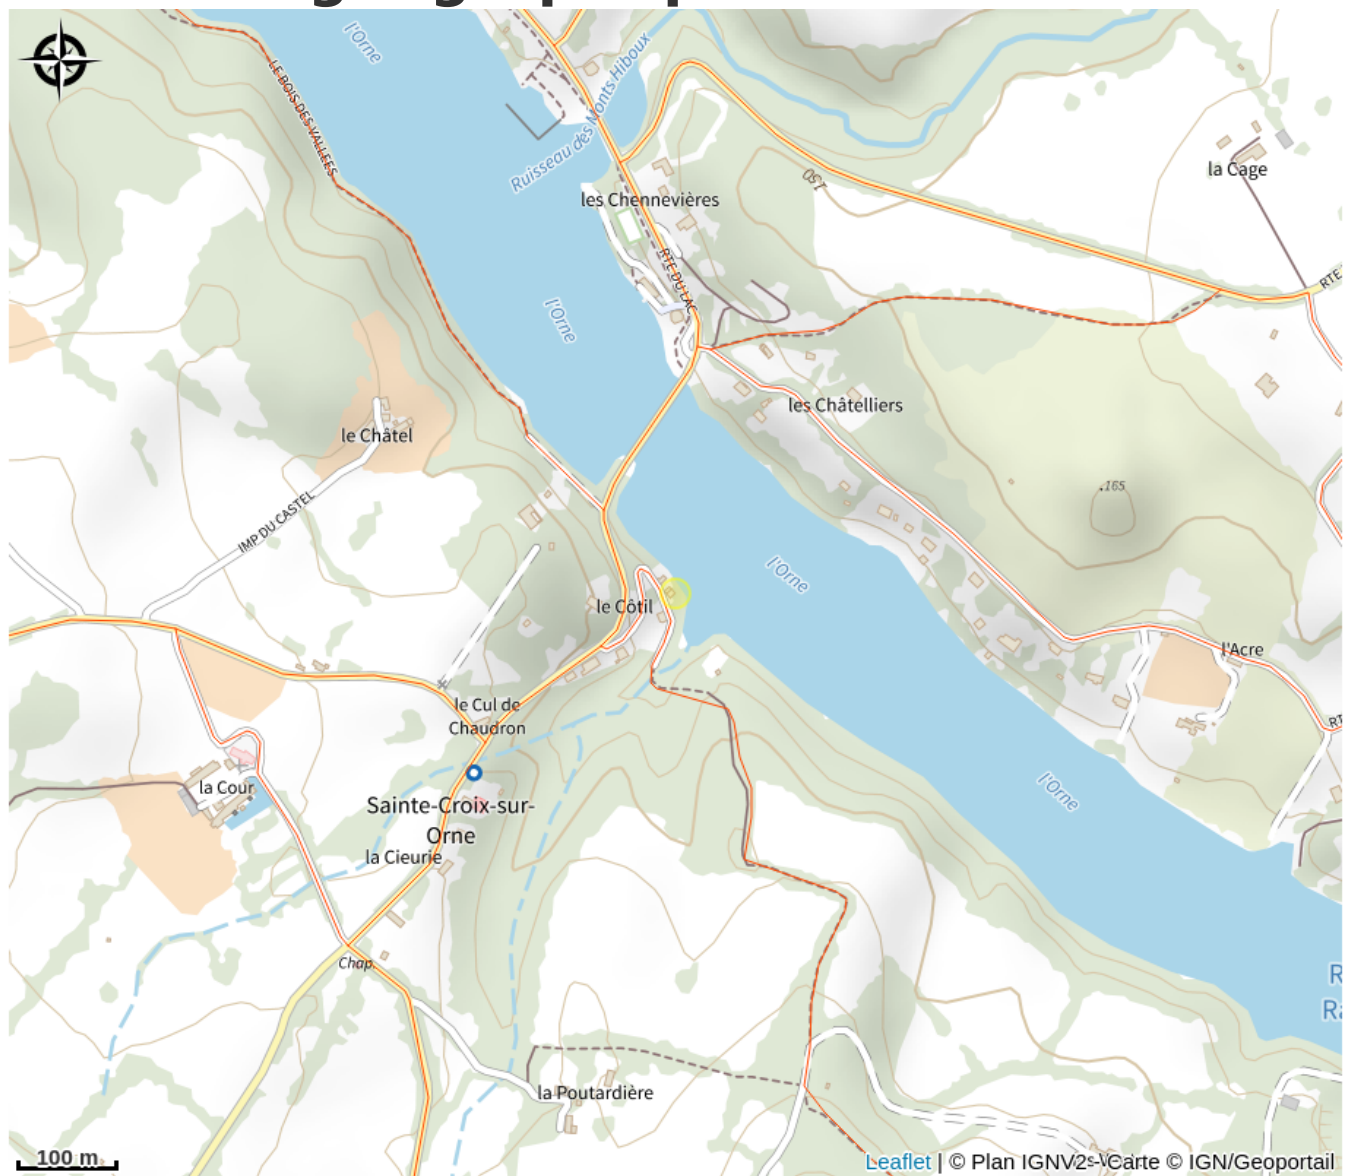 l'Orne
LE BOIS DES VALLEES
Ruisseau des Monts Hiboux
150
la Cage
les Chennevières
RTE DU LAC
RTE
l'Orne
les Châtelliers
le Châtel
165
IMP DU CASTEL
l'Orne
le Côtil
l'Acre
le Cul de
Chaudron
la Cour
l'Orne
Sainte-Croix-sur-
Orne
la Cieurie
Chap.
la Poutardière
100 m
Leaflet | © Plan IGNV2 - Carte © IGN/Geoportail